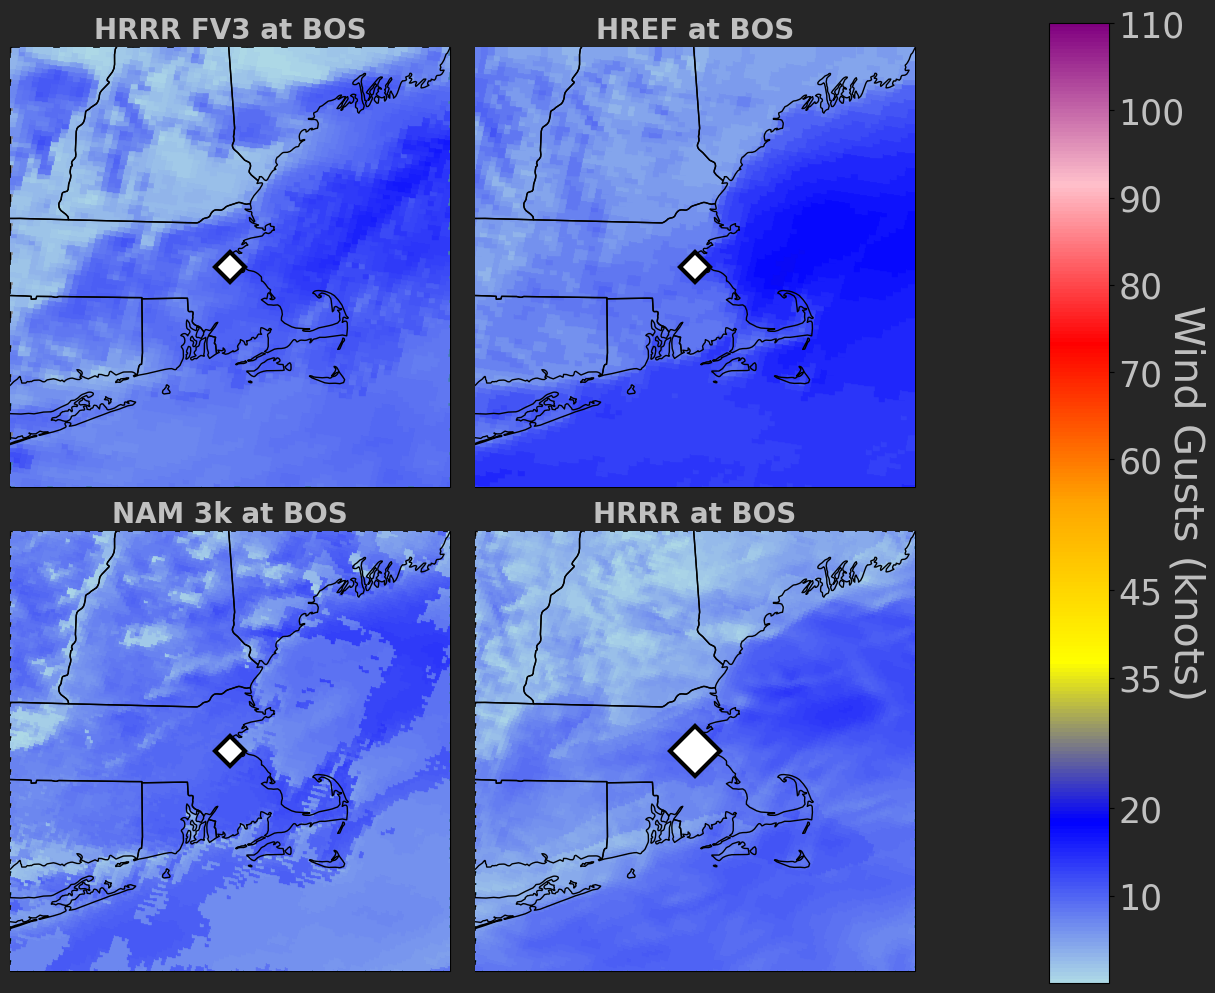 HRRR FV3 at BOS
HREF at BOS
NAM 3k at BOS
HRRR at BOS
110
100
90
80
70
60
45
35
20
10
Wind Gusts (knots)